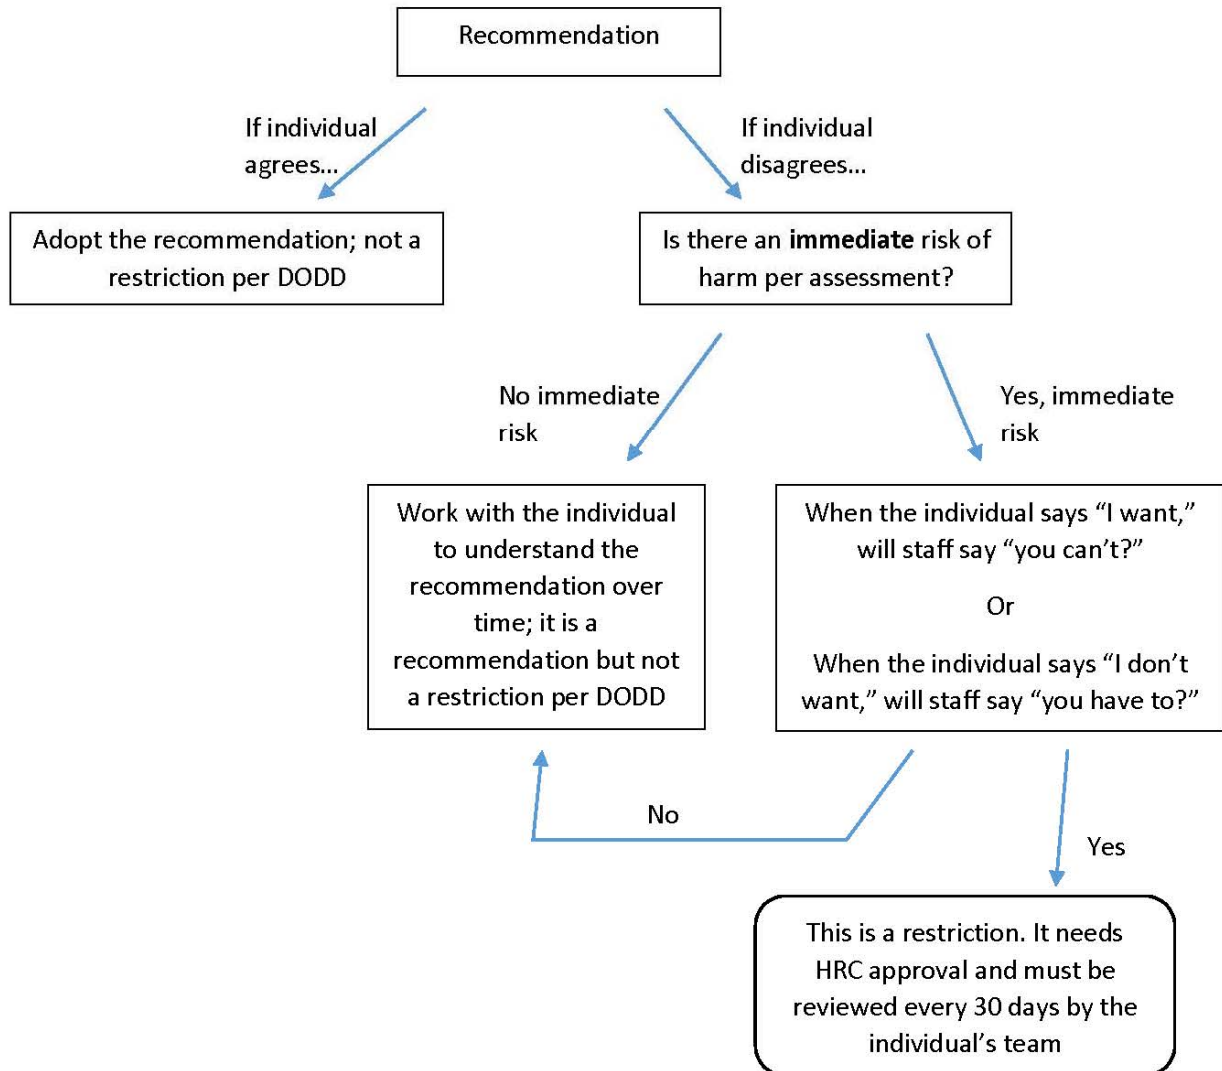 Recommendation
If individual
agrees...
If individual
disagrees...
Adopt the recommendation; not a
restriction per DODD
Is there an immediate risk of
harm per assessment?
No immediate
risk
Yes, immediate
risk
Work with the individual
to understand the
recommendation over
time; it is a
recommendation but not
a restriction per DODD
When the individual says “I want,”
will staff say “you can’t?”
Or
When the individual says “I don’t
want,” will staff say “you have to?”
No
Yes
This is a restriction. It needs
HRC approval and must be
reviewed every 30 days by the
individual’s team